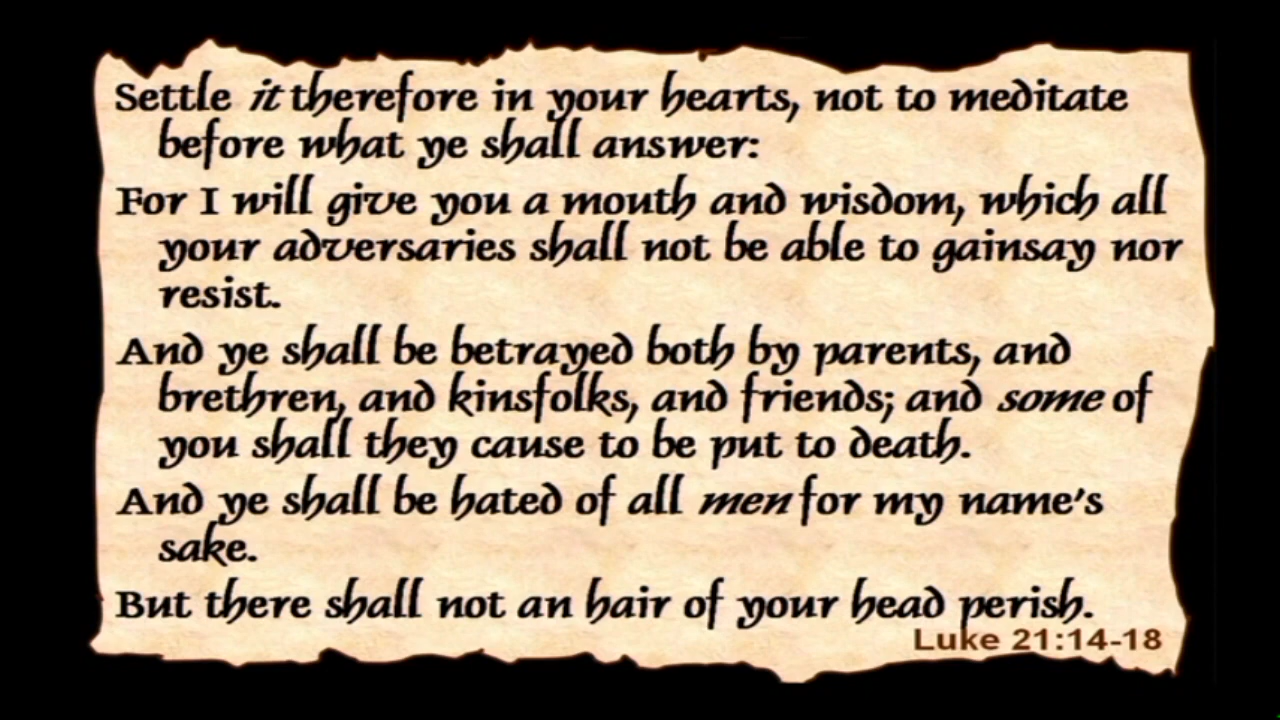 Settle it therefore in your hearts, not to meditate
before what ye shall answer:
For I will give you a mouth and wisdom, which all
your adversaries shall not be able to gainsay nor
resist.
And ye shall be betrayed both by parents, and
brethren, and kinsfolks, and friends; and some of
you shall they cause to be put to death.
And ye shall be hated of all men for my name's
sake.
But there shall not an hair of your head perish.
Luke 21:14-18